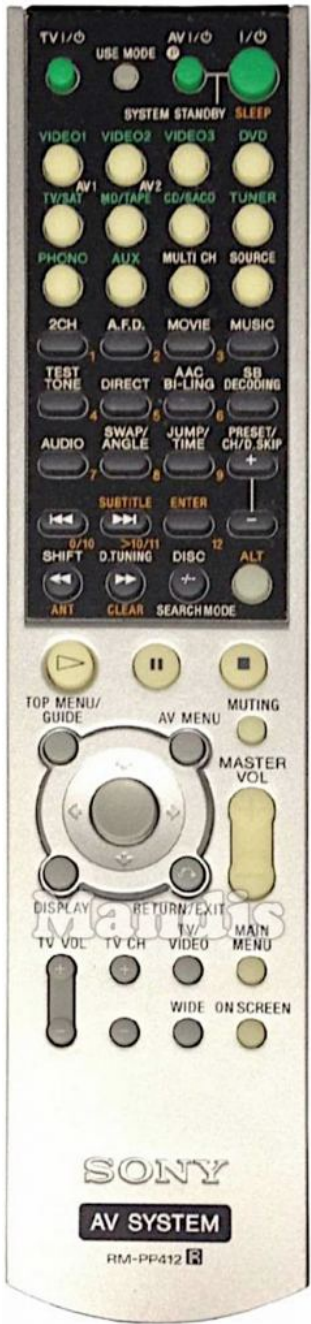 TV I/⏻ AV I/⏻ I/⏻
USE MODE
SYSTEM STANDBY SLEEP
VIDEO1 VIDEO2 VIDEO3 DVD
AV1 AV2
TV/SAT MD/TAPE CD/SACD TUNER
PHONO AUX MULTI CH SOURCE
2CH A.F.D. MOVIE MUSIC
1 2 3
TEST TONE DIRECT AAC BI-LING SB DECODING
4 5 6
AUDIO SWAP/ANGLE JUMP/TIME PRESET/CH/D.SKIP
7 8 9 +
SUBTITLE ENTER
−
0/10 >10/11 12
SHIFT D.TUNING DISC ALT
-/--
ANT CLEAR SEARCH MODE
TOP MENU/
GUIDE AV MENU MUTING
MASTER
VOL
DISPLAY RETURN/EXIT
Mandis
TV VOL TV CH TV/VIDEO MAIN MENU
+ +
− − WIDE ON SCREEN
SONY
AV SYSTEM
RM-PP412 R